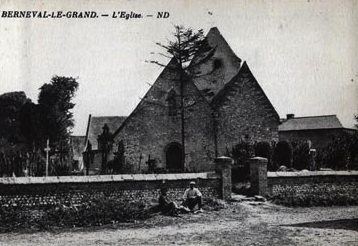 BERNEVAL-LE-GRAND. — L'Eglise. — ND